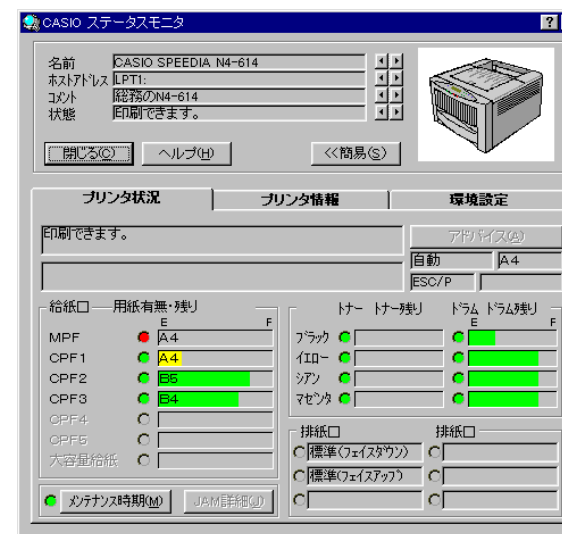 CASIO ステータスモニタ
名前 CASIO SPEEDIA N4-614
ホストアドレス LPT1:
コメント 総務のN4-614
状態 印刷できます。
閉じる(C) ヘルプ(H) <<簡易(S)
プリンタ状況 プリンタ情報 環境設定
印刷できます。 アドバイス(A)
自動 A4
ESC/P
給紙口 用紙有無・残り トナー トナー残り ドラム ドラム残り
E F E F
MPF A4 ブラック
CPF1 A4 イエロー
CPF2 B5 シアン
CPF3 B4 マゼンタ
CPF4 排紙口 排紙口
CPF5 標準(フェイスダウン)
大容量給紙 標準(フェイスアップ)
メンテナンス時期(M) JAM詳細(J)